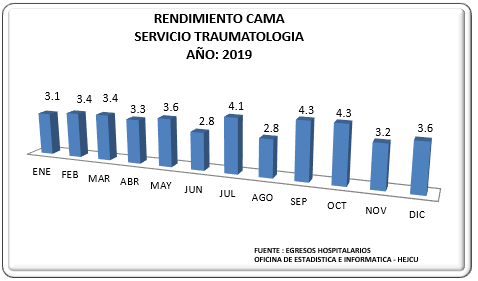 RENDIMIENTO CAMA
SERVICIO TRAUMATOLOGIA
AÑO: 2019
3.1 3.4 3.4 3.3 3.6 2.8 4.1 2.8 4.3 4.3 3.2 3.6
ENE FEB MAR ABR MAY JUN JUL AGO SEP OCT NOV DIC
FUENTE : EGRESOS HOSPITALARIOS
OFICINA DE ESTADISTICA E INFORMATICA - HEJCU